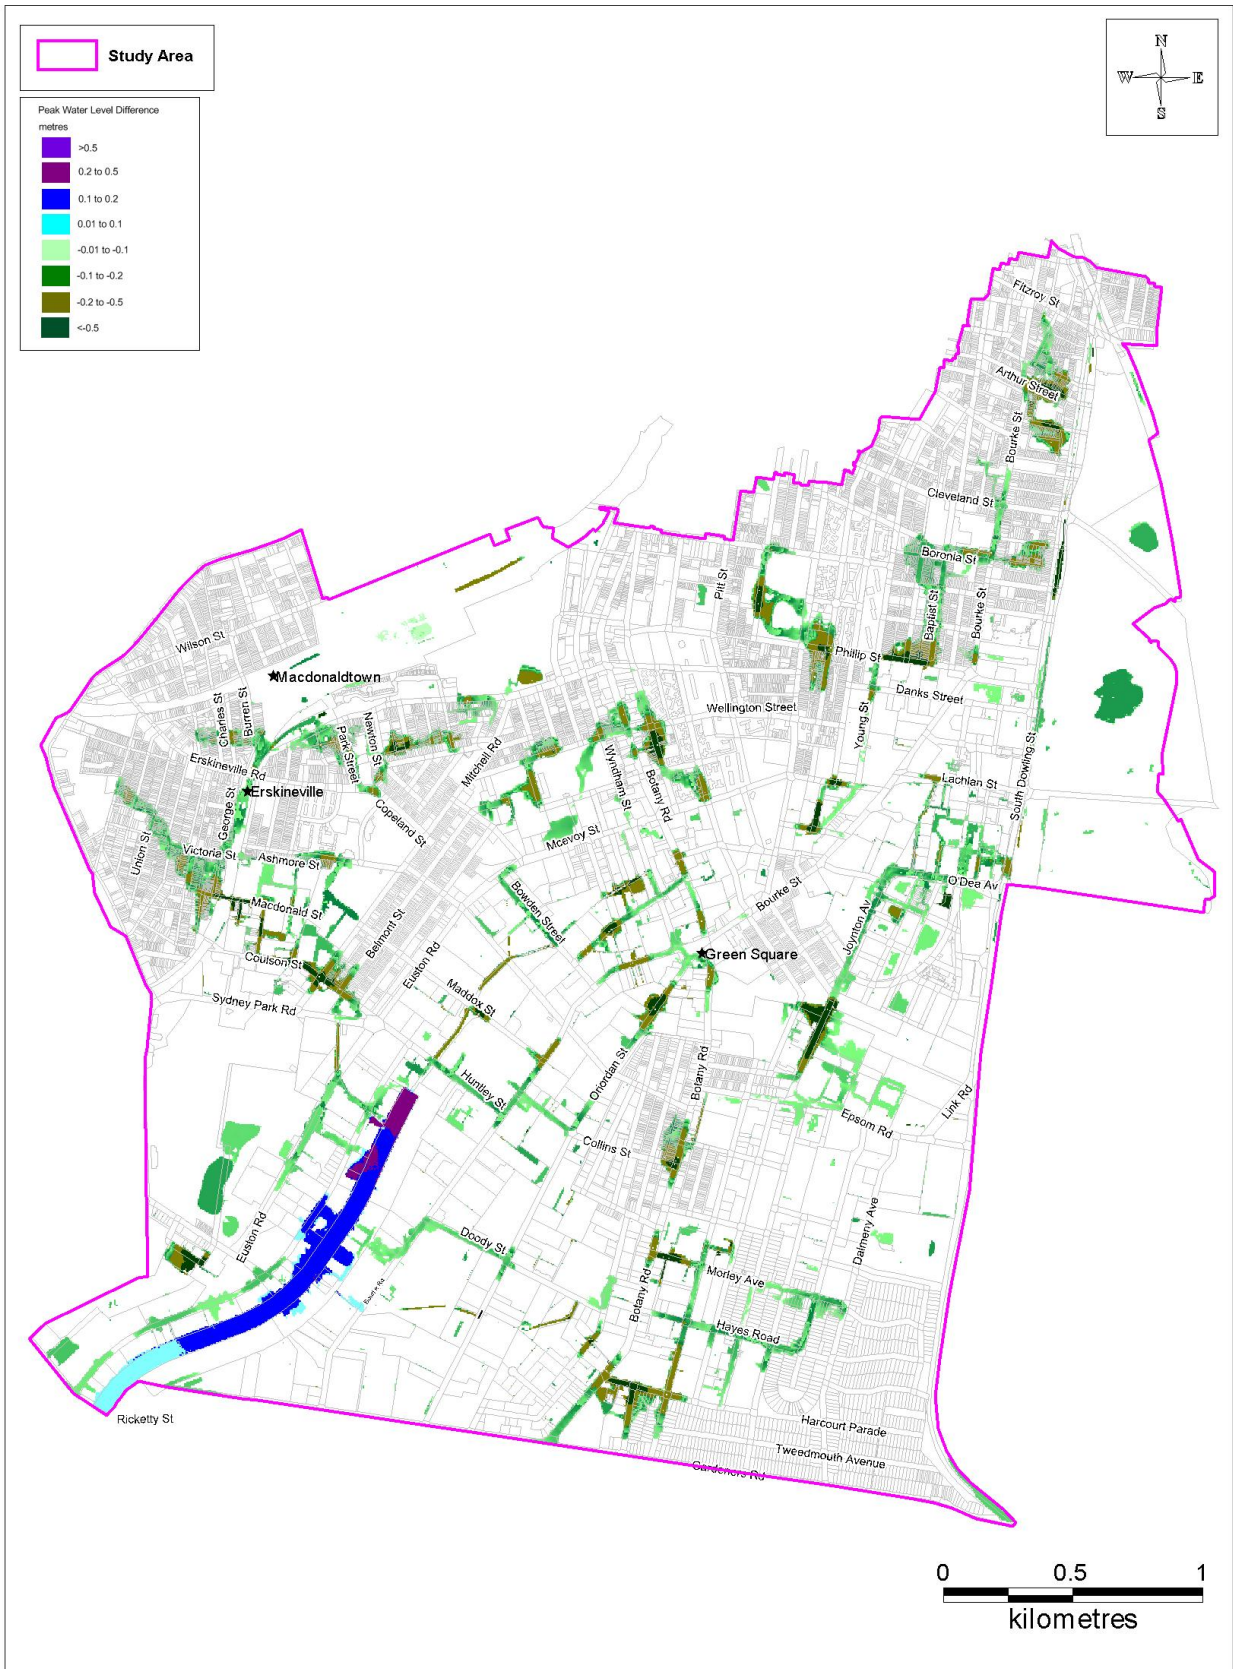 Study Area
N
W E
S
Peak Water Level Difference
metres
>0.5
0.2 to 0.5
0.1 to 0.2
0.01 to 0.1
-0.01 to -0.1
-0.1 to -0.2
-0.2 to -0.5
<-0.5
Fitzroy St
Arthur Street
Bourke St
Cleveland St
Boronia St
Pitt St
Baptist St
Bourke St
Wilson St
Phillip St
Macdonaldtown
Danks Street
Charles St
Burren St
Newton St
Park Street
Wellington Street
Young St
South Dowling St
Mitchell Rd
Wyndham St
Botany Rd
Erskineville Rd
Lachlan St
Erskineville
George St
Copeland St
Mcevoy St
Union St
Victoria St
Ashmore St
O'Dea Av
Bowden Street
Bourke St
Macdonald St
Belmont St
Joynton Av
Green Square
Coulson St
Euston Rd
Sydney Park Rd
Maddox St
Huntley St
Oriordan St
Botany Rd
Link Rd
Epsom Rd
Collins St
Euston Rd
Doody St
Dalmeny Ave
Morley Ave
Botany Rd
Hayes Road
Ricketty St
Harcourt Parade
Tweedmouth Avenue
Gardeners Rd
0 0.5 1
kilometres